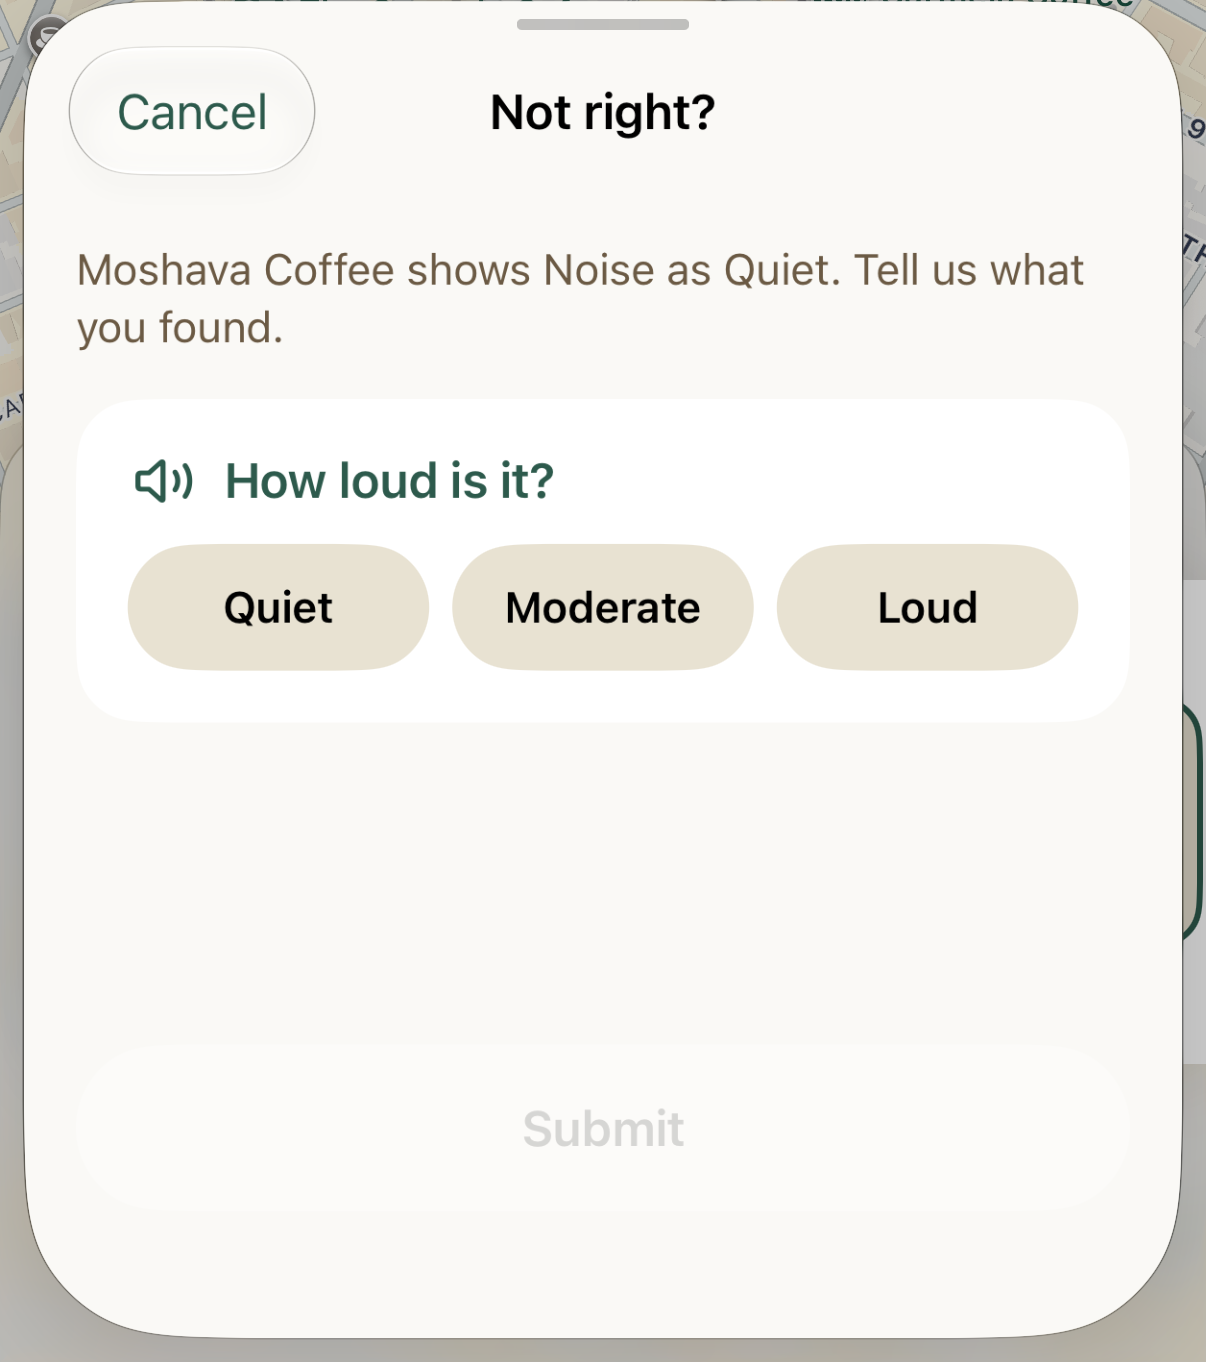 Cancel
Not right?
Moshava Coffee shows Noise as Quiet. Tell us what
you found.
How loud is it?
Quiet
Moderate
Loud
Submit